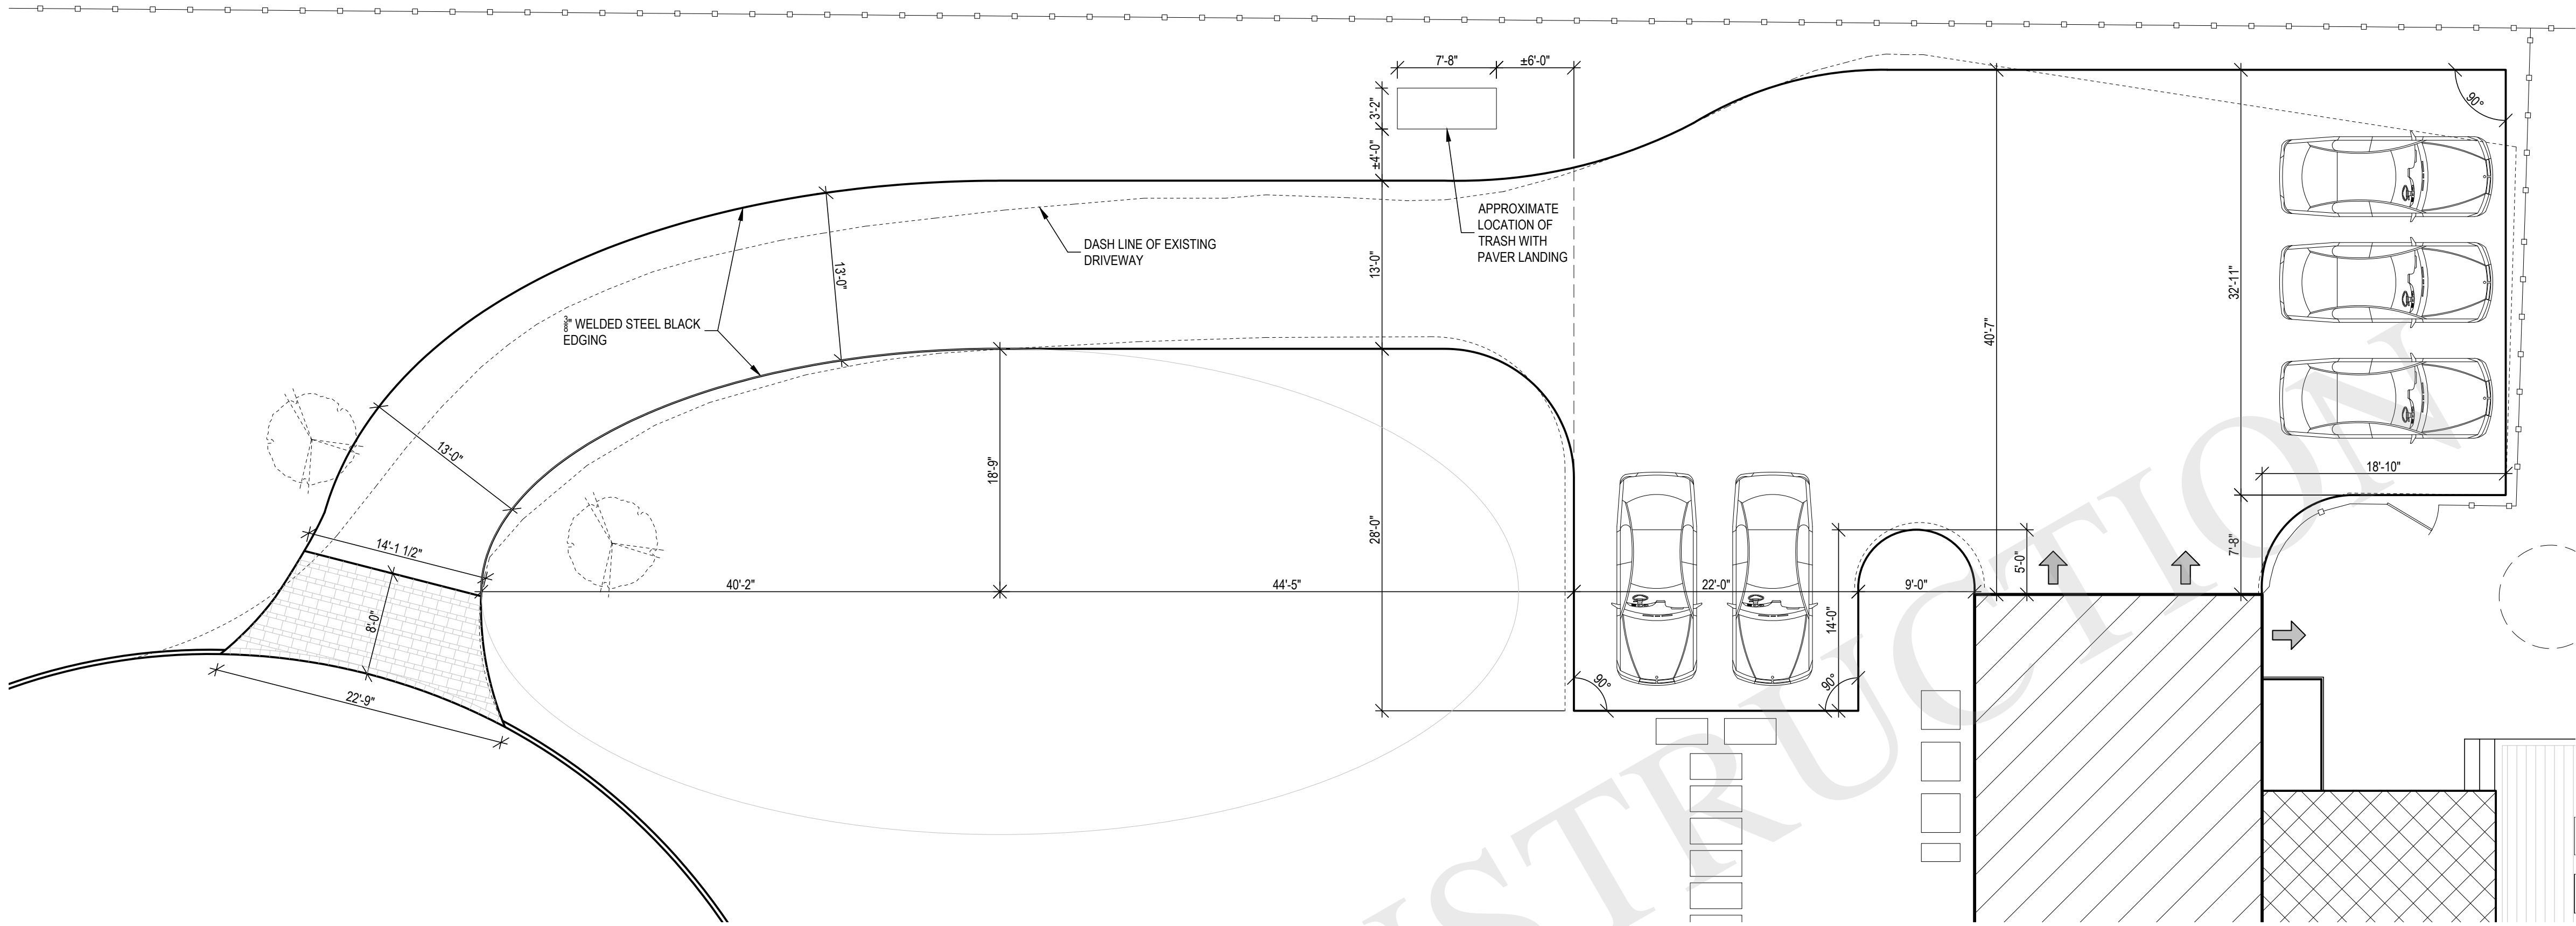 7'-8"
±6'-0"
3'-2"
±4'-0"
90°
APPROXIMATE
LOCATION OF
TRASH WITH
PAVER LANDING
DASH LINE OF EXISTING
DRIVEWAY
13'-0"
13'-0"
32'-11"
40'-7"
3/8" WELDED STEEL BLACK
EDGING
13'-0"
18'-9"
18'-10"
28'-0"
14'-1 1/2"
7'-8"
5'-0"
40'-2"
44'-5"
22'-0"
9'-0"
8'-0"
14'-0"
90°
90°
22'-9"
NSTRUCTION